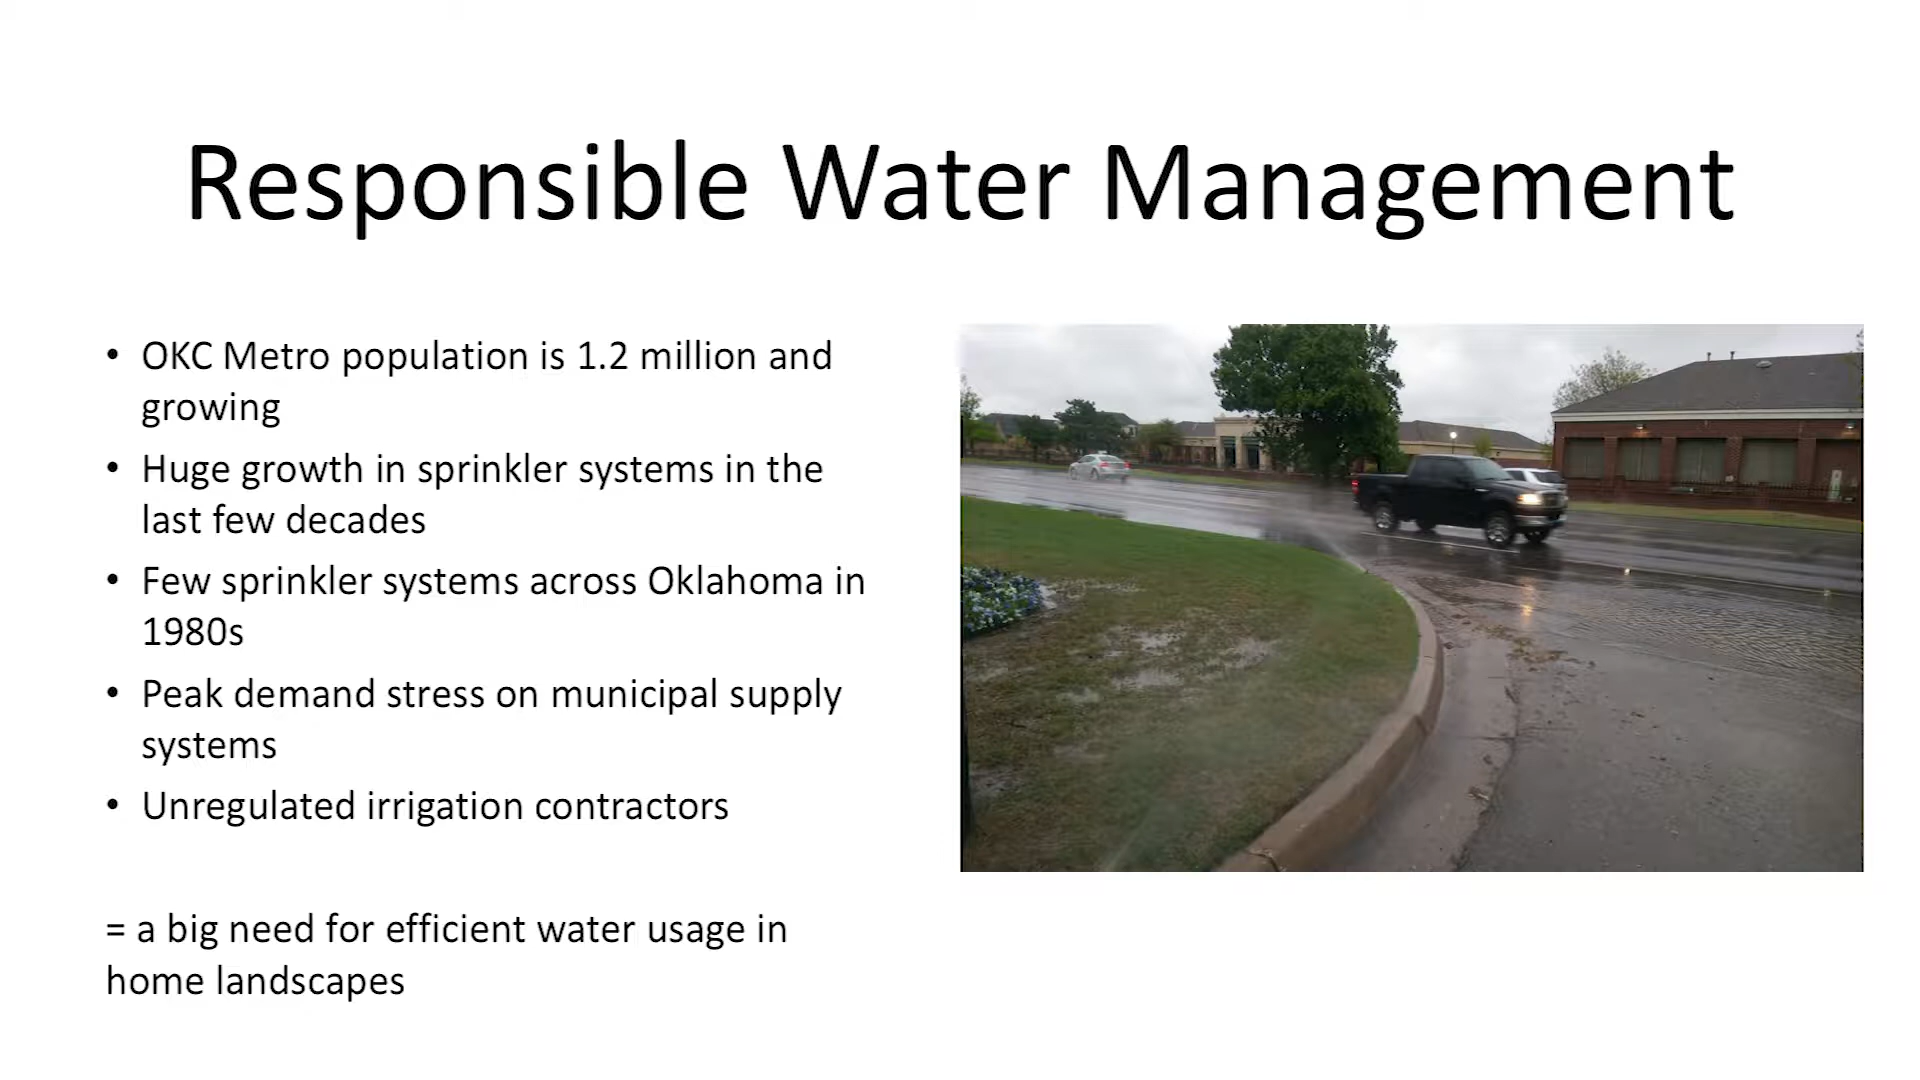 Responsible Water Management
• OKC Metro population is 1.2 million and
growing
• Huge growth in sprinkler systems in the
last few decades
• Few sprinkler systems across Oklahoma in
1980s
• Peak demand stress on municipal supply
systems
• Unregulated irrigation contractors
= a big need for efficient water usage in
home landscapes